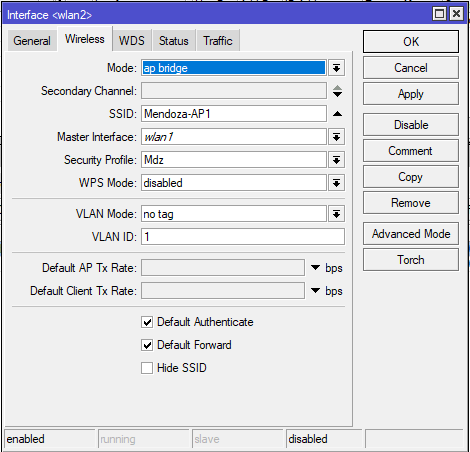 Interface <wlan2>
General Wireless WDS Status Traffic
Mode: ap bridge
Secondary Channel:
SSID: Mendoza-AP1
Master Interface: wlan1
Security Profile: Mdz
WPS Mode: disabled
VLAN Mode: no tag
VLAN ID: 1
Default AP Tx Rate: bps
Default Client Tx Rate: bps
Default Authenticate
Default Forward
Hide SSID
OK
Cancel
Apply
Disable
Comment
Copy
Remove
Advanced Mode
Torch
enabled running slave disabled